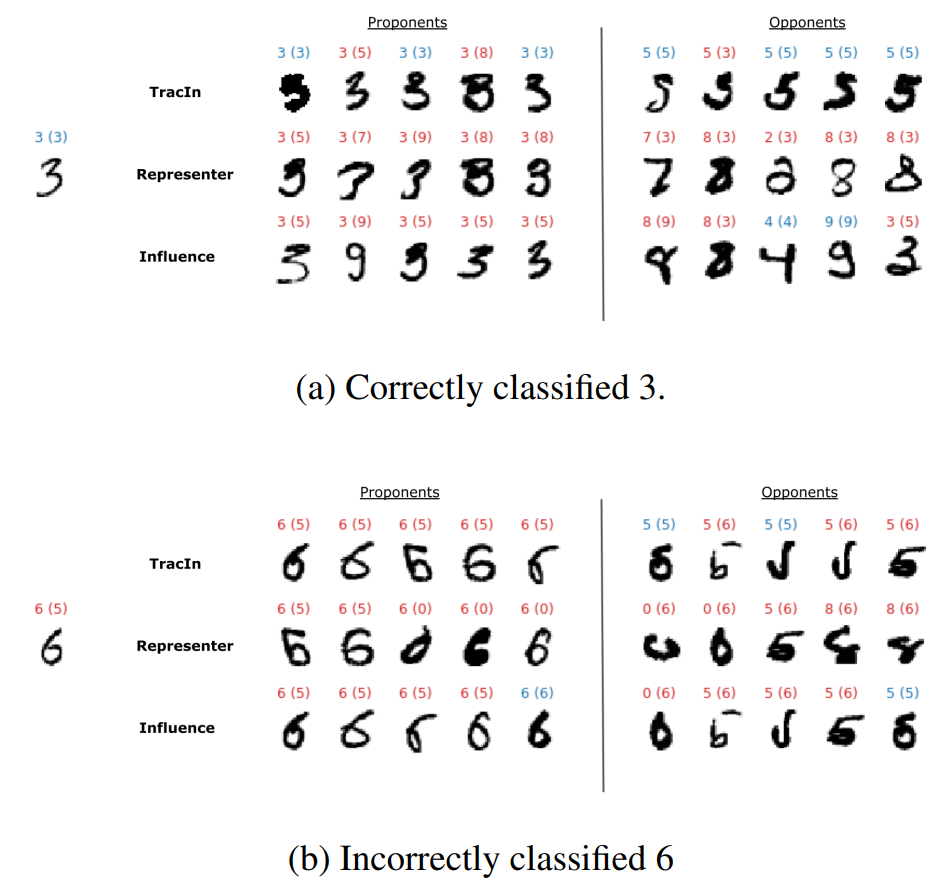 Proponents Opponents
3 (3) 3 (5) 3 (3) 3 (8) 3 (3) 5 (5) 5 (3) 5 (5) 5 (5) 5 (5)
TracIn
3 (3) 3 (5) 3 (7) 3 (9) 3 (8) 3 (8) 7 (3) 8 (3) 2 (3) 8 (3) 8 (3)
Representer
3 (5) 3 (9) 3 (5) 3 (5) 3 (5) 8 (9) 8 (3) 4 (4) 9 (9) 3 (5)
Influence
(a) Correctly classified 3.
Proponents Opponents
6 (5) 6 (5) 6 (5) 6 (5) 6 (5) 5 (5) 5 (6) 5 (5) 5 (6) 5 (6)
TracIn
6 (5) 6 (5) 6 (5) 6 (0) 6 (0) 6 (0) 0 (6) 0 (6) 5 (6) 8 (6) 8 (6)
Representer
6 (5) 6 (5) 6 (5) 6 (5) 6 (6) 0 (6) 5 (6) 5 (6) 5 (6) 5 (5)
Influence
(b) Incorrectly classified 6